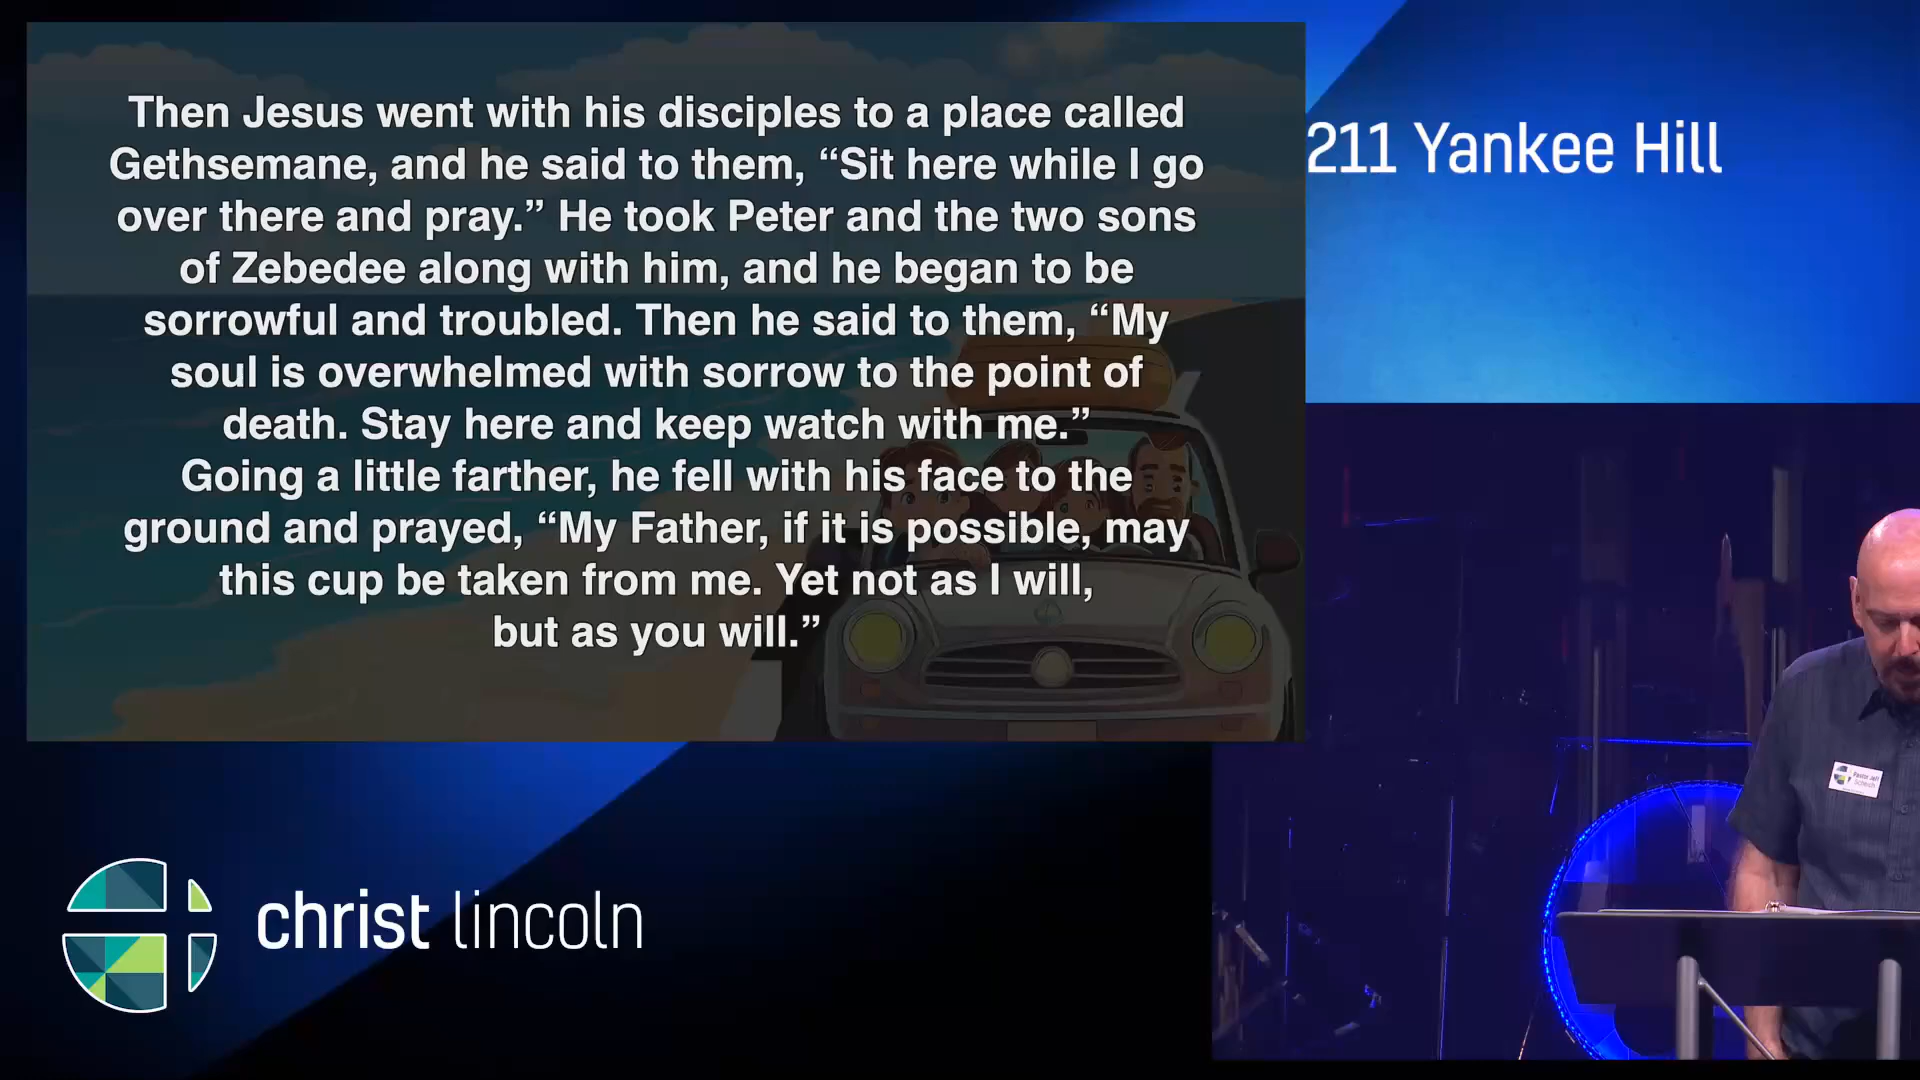 Then Jesus went with his disciples to a place called
Gethsemane, and he said to them, “Sit here while I go
over there and pray.” He took Peter and the two sons
of Zebedee along with him, and he began to be
sorrowful and troubled. Then he said to them, “My
soul is overwhelmed with sorrow to the point of
death. Stay here and keep watch with me.”
Going a little farther, he fell with his face to the
ground and prayed, “My Father, if it is possible, may
this cup be taken from me. Yet not as I will,
but as you will.”
211 Yankee Hill
Pastor Jeff
christ lincoln